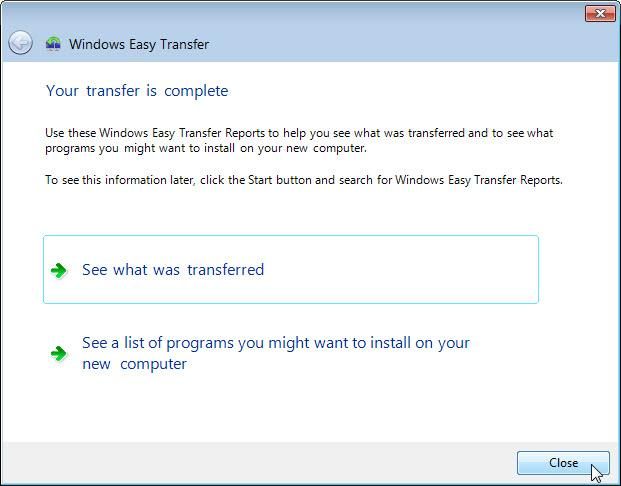 Windows Easy Transfer
Your transfer is complete
Use these Windows Easy Transfer Reports to help you see what was transferred and to see what
programs you might want to install on your new computer.
To see this information later, click the Start button and search for Windows Easy Transfer Reports.
See what was transferred
See a list of programs you might want to install on your
new computer
Close